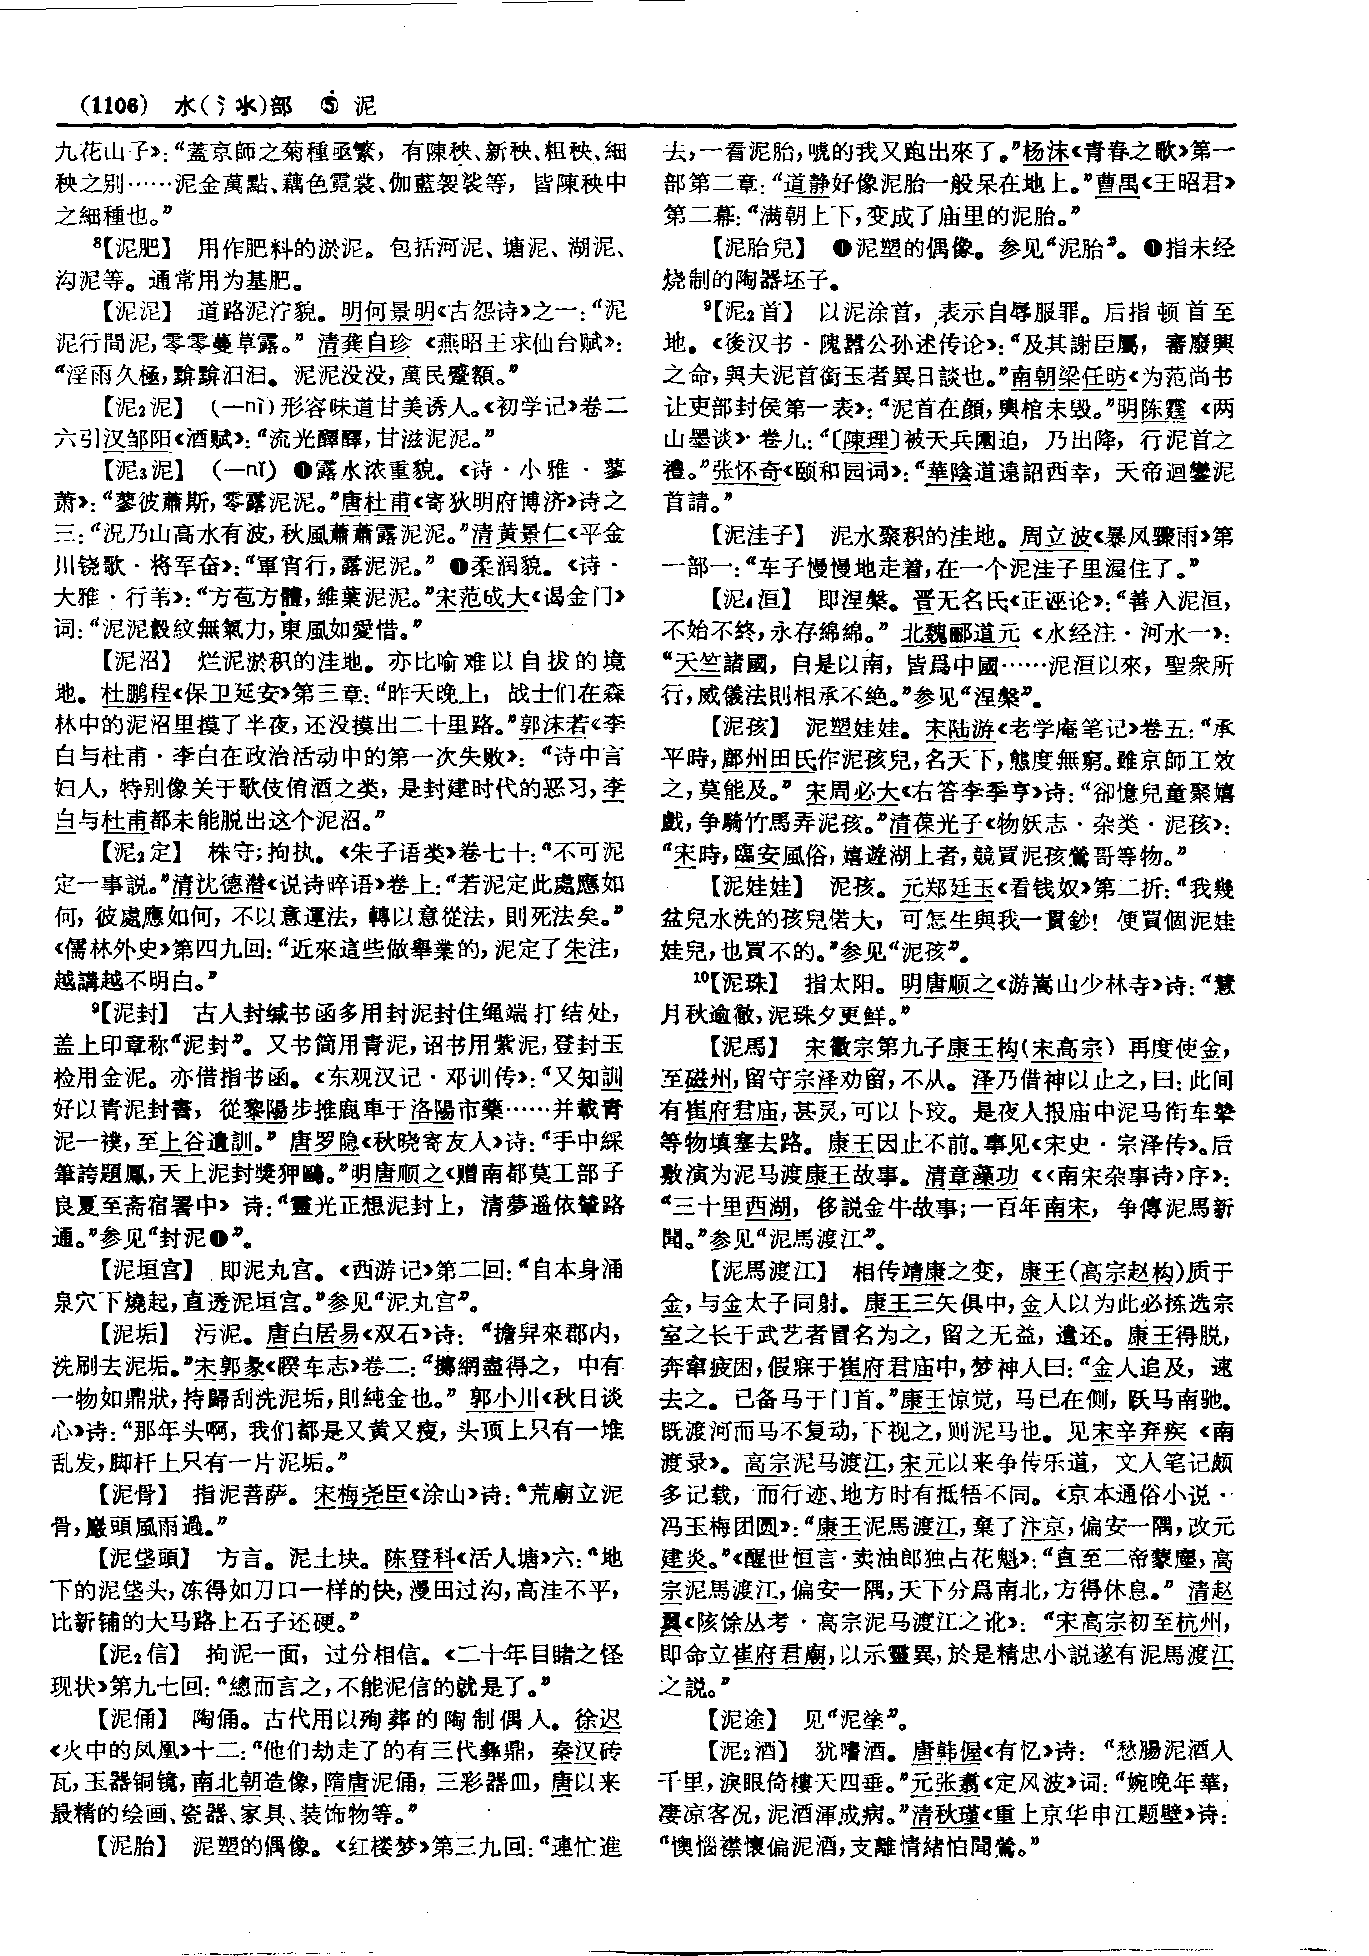 (1106) 水(氵氺)部 ⑤ 泥
九花山子》：“蓋京師之菊種亟繁，有陳秧、新秧、粗秧、細
秧之别……泥金萬點、藕色霓裳、伽藍袈裟等，皆陳秧中
之細種也。”
⁸【泥肥】 用作肥料的淤泥。包括河泥、塘泥、湖泥、
沟泥等。通常用为基肥。
【泥泥】 道路泥泞貌。明何景明《古怨诗》之一：“泥
泥行間泥，零零蔓草露。”清龚自珍《燕昭王求仙台赋》：
“淫雨久極，黝黝汩汩。泥泥没没，萬民蹙額。”
【泥₂泥】 (—nì)形容味道甘美诱人。《初学记》卷二
六引汉邹阳《酒赋》：“流光醳醳，甘滋泥泥。”
【泥₃泥】 (—nǐ) ❶露水浓重貌。《诗·小雅·蓼
萧》：“蓼彼蕭斯，零露泥泥。”唐杜甫《寄狄明府博济》诗之
三：“况乃山高水有波，秋風蕭蕭露泥泥。”清黄景仁《平金
川铙歌·将军奋》：“軍宵行，露泥泥。” ❶柔润貌。《诗·
大雅·行苇》：“方苞方體，維葉泥泥。”宋范成大《谒金门》
词：“泥泥縠紋無氣力，東風如愛惜。”
【泥沼】 烂泥淤积的洼地。亦比喻难以自拔的境
地。杜鹏程《保卫延安》第三章：“昨天晚上，战士们在森
林中的泥沼里摸了半夜，还没摸出二十里路。”郭沫若《李
白与杜甫·李白在政治活动中的第一次失败》：“诗中言
妇人，特别像关于歌伎侑酒之类，是封建时代的恶习，李
白与杜甫都未能脱出这个泥沼。”
【泥₂定】 株守；拘执。《朱子语类》卷七十：“不可泥
定一事説。”清沈德潜《说诗晬语》卷上：“若泥定此處應如
何，彼處應如何，不以意運法，轉以意從法，則死法矣。”
《儒林外史》第四九回：“近來這些做舉業的，泥定了朱注，
越講越不明白。”
⁹【泥封】 古人封缄书函多用封泥封住绳端打结处，
盖上印章称“泥封”。又书简用青泥，诏书用紫泥，登封玉
检用金泥。亦借指书函。《东观汉记·邓训传》：“又知訓
好以青泥封書，從黎陽步推鹿車于洛陽市藥……并載青
泥一襆，至上谷遺訓。”唐罗隐《秋晓寄友人》诗：“手中綵
筆誇題鳳，天上泥封獎狎鷗。”明唐顺之《赠南都莫工部子
良夏至斋宿署中》诗：“靈光正想泥封上，清夢遥依輦路
通。”参见“封泥❶”。
【泥垣宫】 即泥丸宫。《西游记》第二回：“自本身涌
泉穴下燒起，直透泥垣宫。”参见“泥丸宫”。
【泥垢】 污泥。唐白居易《双石》诗：“擔舁來郡内，
洗刷去泥垢。”宋郭彖《睽车志》卷二：“擲網盡得之，中有
一物如鼎狀，持歸刮洗泥垢，則純金也。”郭小川《秋日谈
心》诗：“那年头啊，我们都是又黄又瘦，头顶上只有一堆
乱发，脚杆上只有一片泥垢。”
【泥骨】 指泥菩萨。宋梅尧臣《涂山》诗：“荒廟立泥
骨，巖頭風雨過。”
【泥垡頭】 方言。泥土块。陈登科《活人塘》六：“地
下的泥垡头，冻得如刀口一样的快，漫田过沟，高洼不平，
比新铺的大马路上石子还硬。”
【泥₂信】 拘泥一面，过分相信。《二十年目睹之怪
现状》第九七回：“總而言之，不能泥信的就是了。”
【泥俑】 陶俑。古代用以殉葬的陶制偶人。徐迟
《火中的凤凰》十二：“他们劫走了的有三代彝鼎，秦汉砖
瓦，玉器铜镜，南北朝造像，隋唐泥俑，三彩器皿，唐以来
最精的绘画、瓷器、家具、装饰物等。”
【泥胎】 泥塑的偶像。《红楼梦》第三九回：“連忙進
去，一看泥胎，唬的我又跑出來了。”杨沫《青春之歌》第一
部第二章：“道静好像泥胎一般呆在地上。”曹禺《王昭君》
第二幕：“满朝上下，变成了庙里的泥胎。”
【泥胎兒】 ❶泥塑的偶像。参见“泥胎”。❶指未经
烧制的陶器坯子。
⁹【泥₂首】 以泥涂首，表示自辱服罪。后指顿首至
地。《後汉书·隗嚣公孙述传论》：“及其謝臣屬，審廢興
之命，與夫泥首銜玉者異日談也。”南朝梁任昉《为范尚书
让吏部封侯第一表》：“泥首在顔，輿棺未毁。”明陈霆《两
山墨谈》卷九：“〔陳理〕被天兵圍迫，乃出降，行泥首之
禮。”张怀奇《颐和园词》：“華陰道遠詔西幸，天帝迴鑾泥
首請。”
【泥洼子】 泥水聚积的洼地。周立波《暴风骤雨》第
一部一：“车子慢慢地走着，在一个泥洼子里渥住了。”
【泥₄洹】 即涅槃。晋无名氏《正诬论》：“善入泥洹，
不始不終，永存綿綿。”北魏郦道元《水经注·河水一》：
“天竺諸國，自是以南，皆爲中國……泥洹以來，聖衆所
行，威儀法則相承不絶。”参见“涅槃”。
【泥孩】 泥塑娃娃。宋陆游《老学庵笔记》卷五：“承
平時，鄜州田氏作泥孩兒，名天下，態度無窮。雖京師工效
之，莫能及。”宋周必大《右答李季亨》诗：“卻憶兒童聚嬉
戲，争騎竹馬弄泥孩。”清葆光子《物妖志·杂类·泥孩》：
“宋時，臨安風俗，嬉遊湖上者，競買泥孩鶯哥等物。”
【泥娃娃】 泥孩。元郑廷玉《看钱奴》第二折：“我幾
盆兒水洗的孩兒偌大，可怎生與我一貫鈔！便買個泥娃
娃兒，也買不的。”参见“泥孩”。
¹⁰【泥珠】 指太阳。明唐顺之《游嵩山少林寺》诗：“慧
月秋逾徹，泥珠夕更鮮。”
【泥馬】 宋徽宗第九子康王构(宋高宗)再度使金，
至磁州，留守宗泽劝留，不从。泽乃借神以止之，曰：此间
有崔府君庙，甚灵，可以卜珓。是夜人报庙中泥马衔车辇
等物填塞去路。康王因止不前。事见《宋史·宗泽传》。后
敷演为泥马渡康王故事。清章藻功《〈南宋杂事诗〉序》：
“三十里西湖，侈説金牛故事；一百年南宋，争傳泥馬新
聞。”参见“泥馬渡江”。
【泥馬渡江】 相传靖康之变，康王(高宗赵构)质于
金，与金太子同射。康王三矢俱中，金人以为此必拣选宗
室之长于武艺者冒名为之，留之无益，遣还。康王得脱，
奔窜疲困，假寐于崔府君庙中，梦神人曰：“金人追及，速
去之。已备马于门首。”康王惊觉，马已在侧，跃马南驰。
既渡河而马不复动，下视之，则泥马也。见宋辛弃疾《南
渡录》。高宗泥马渡江，宋元以来争传乐道，文人笔记颇
多记载，而行迹、地方时有抵牾不同。《京本通俗小说·
冯玉梅团圆》：“康王泥馬渡江，棄了汴京，偏安一隅，改元
建炎。”《醒世恒言·卖油郎独占花魁》：“直至二帝蒙塵，高
宗泥馬渡江，偏安一隅，天下分爲南北，方得休息。”清赵
翼《陔馀丛考·高宗泥马渡江之讹》：“宋高宗初至杭州，
即命立崔府君廟，以示靈異，於是精忠小説遂有泥馬渡江
之説。”
【泥途】 见“泥塗”。
【泥₂酒】 犹嗜酒。唐韩偓《有忆》诗：“愁腸泥酒人
千里，淚眼倚樓天四垂。”元张翥《定风波》词：“婉晚年華，
凄凉客况，泥酒渾成病。”清秋瑾《重上京华申江题壁》诗：
“懊惱襟懷偏泥酒，支離情緒怕聞鶯。”